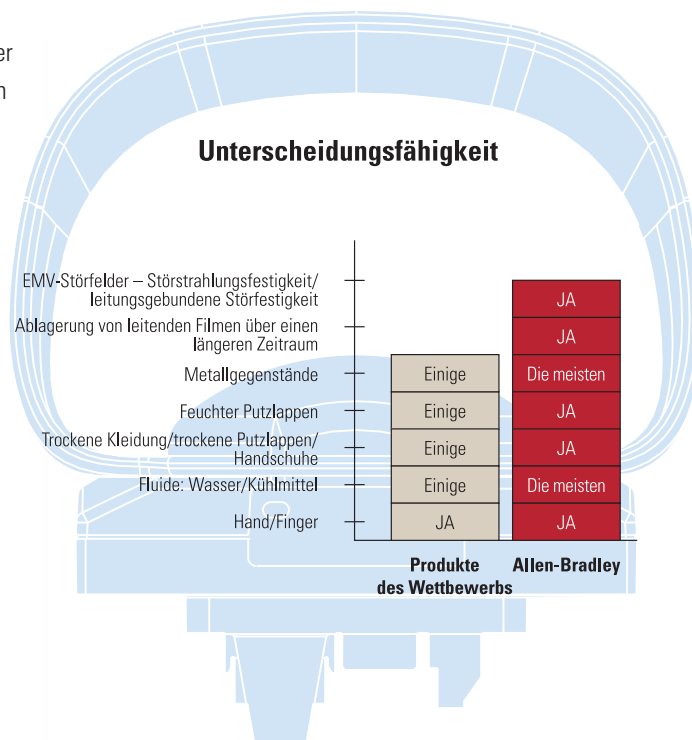 er
n
Unterscheidungsfähigkeit
EMV-Störfelder – Störstrahlungsfestigkeit/
leitungsgebundene Störfestigkeit
JA
Ablagerung von leitenden Filmen über einen
längeren Zeitraum
JA
Metallgegenstände
Einige
Die meisten
Feuchter Putzlappen
Einige
JA
Trockene Kleidung/trockene Putzlappen/
Handschuhe
Einige
JA
Fluide: Wasser/Kühlmittel
Einige
Die meisten
Hand/Finger
JA
JA
Produkte
des Wettbewerbs
Allen-Bradley